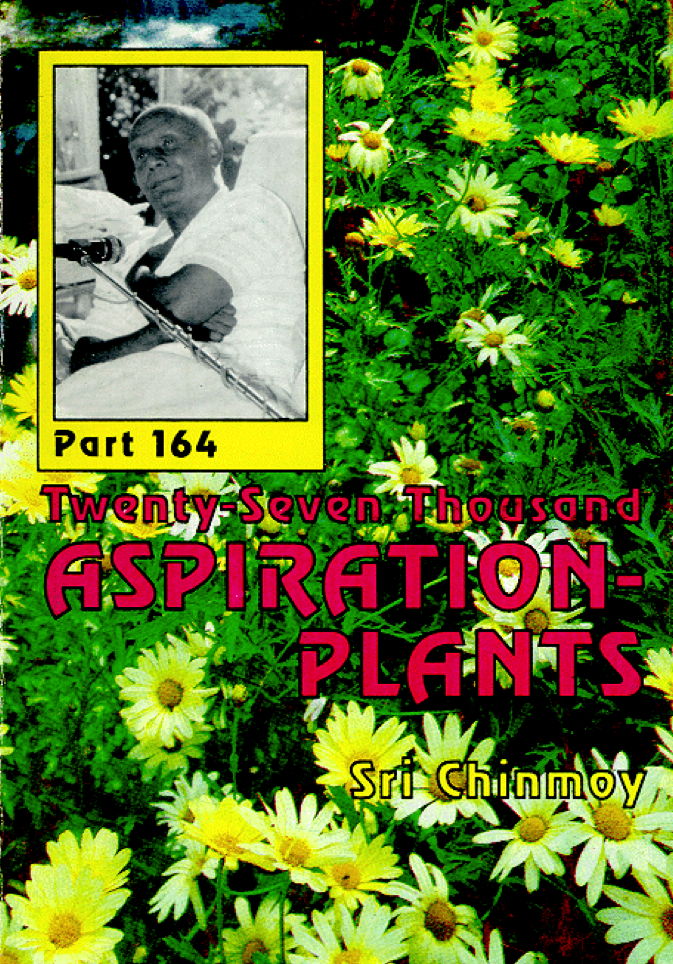 Part 164
Twenty-Seven Thousand
ASPIRATION-
PLANTS
Sri Chinmoy